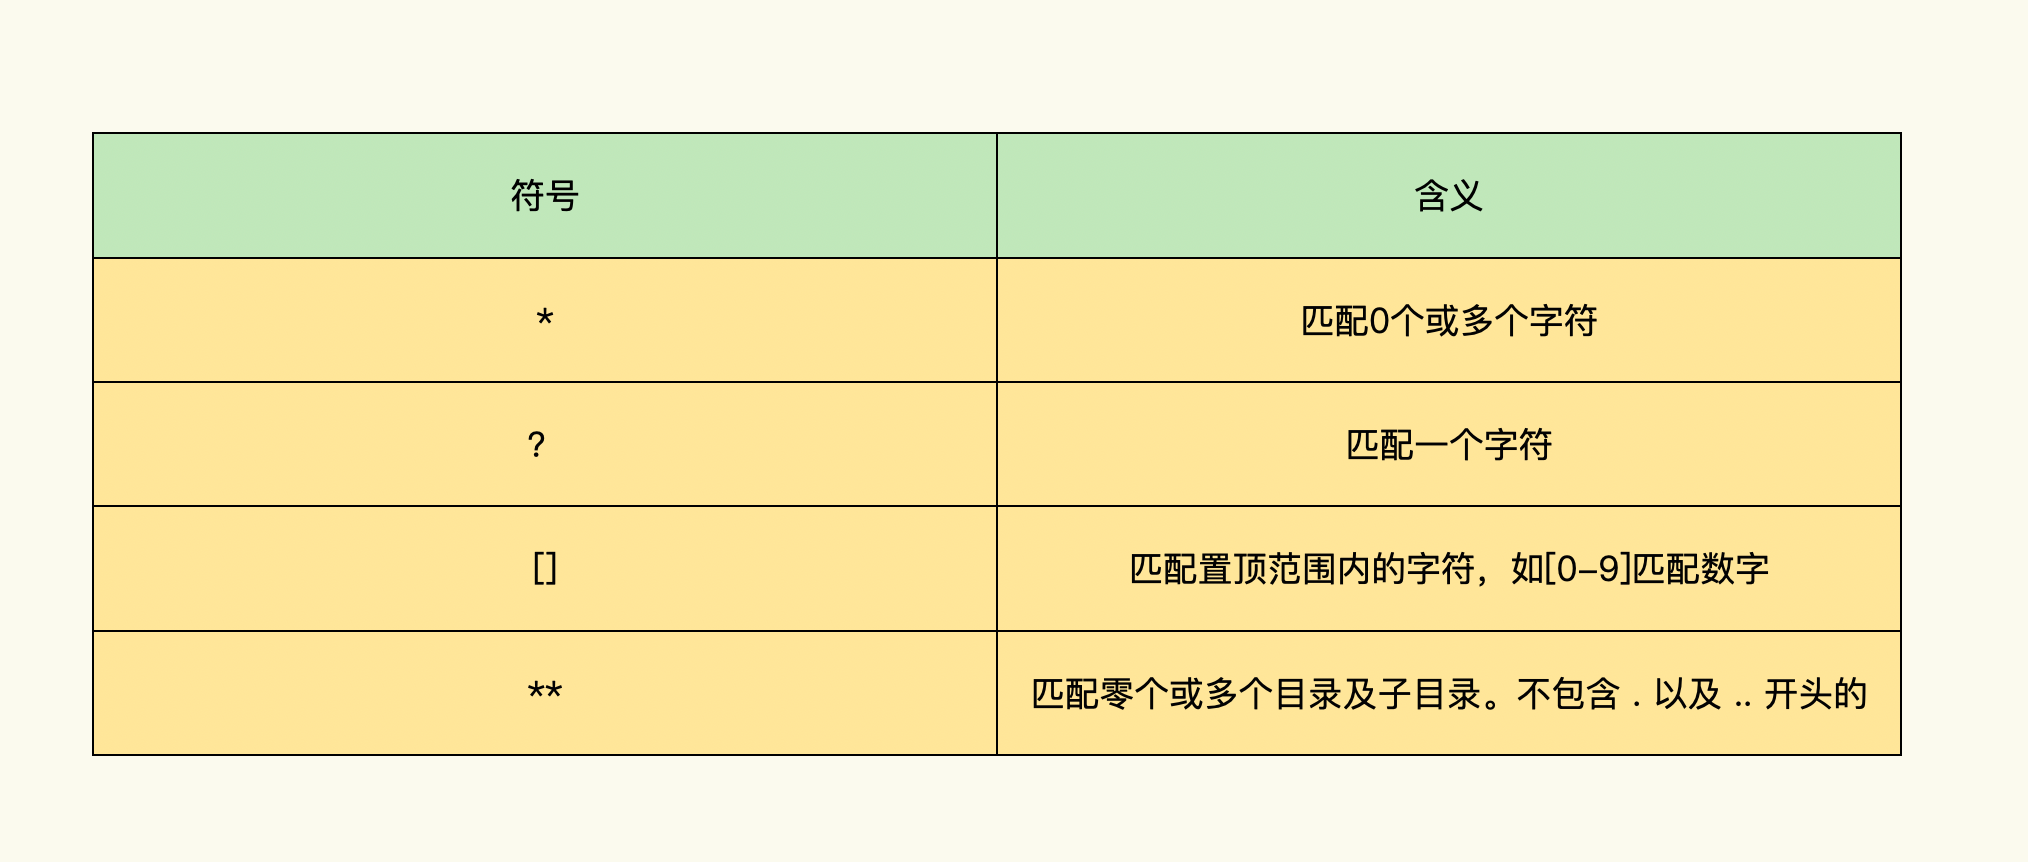 符号 含义
* 匹配0个或多个字符
? 匹配一个字符
[] 匹配置顶范围内的字符，如[0-9]匹配数字
** 匹配零个或多个目录及子目录。不包含 . 以及 .. 开头的